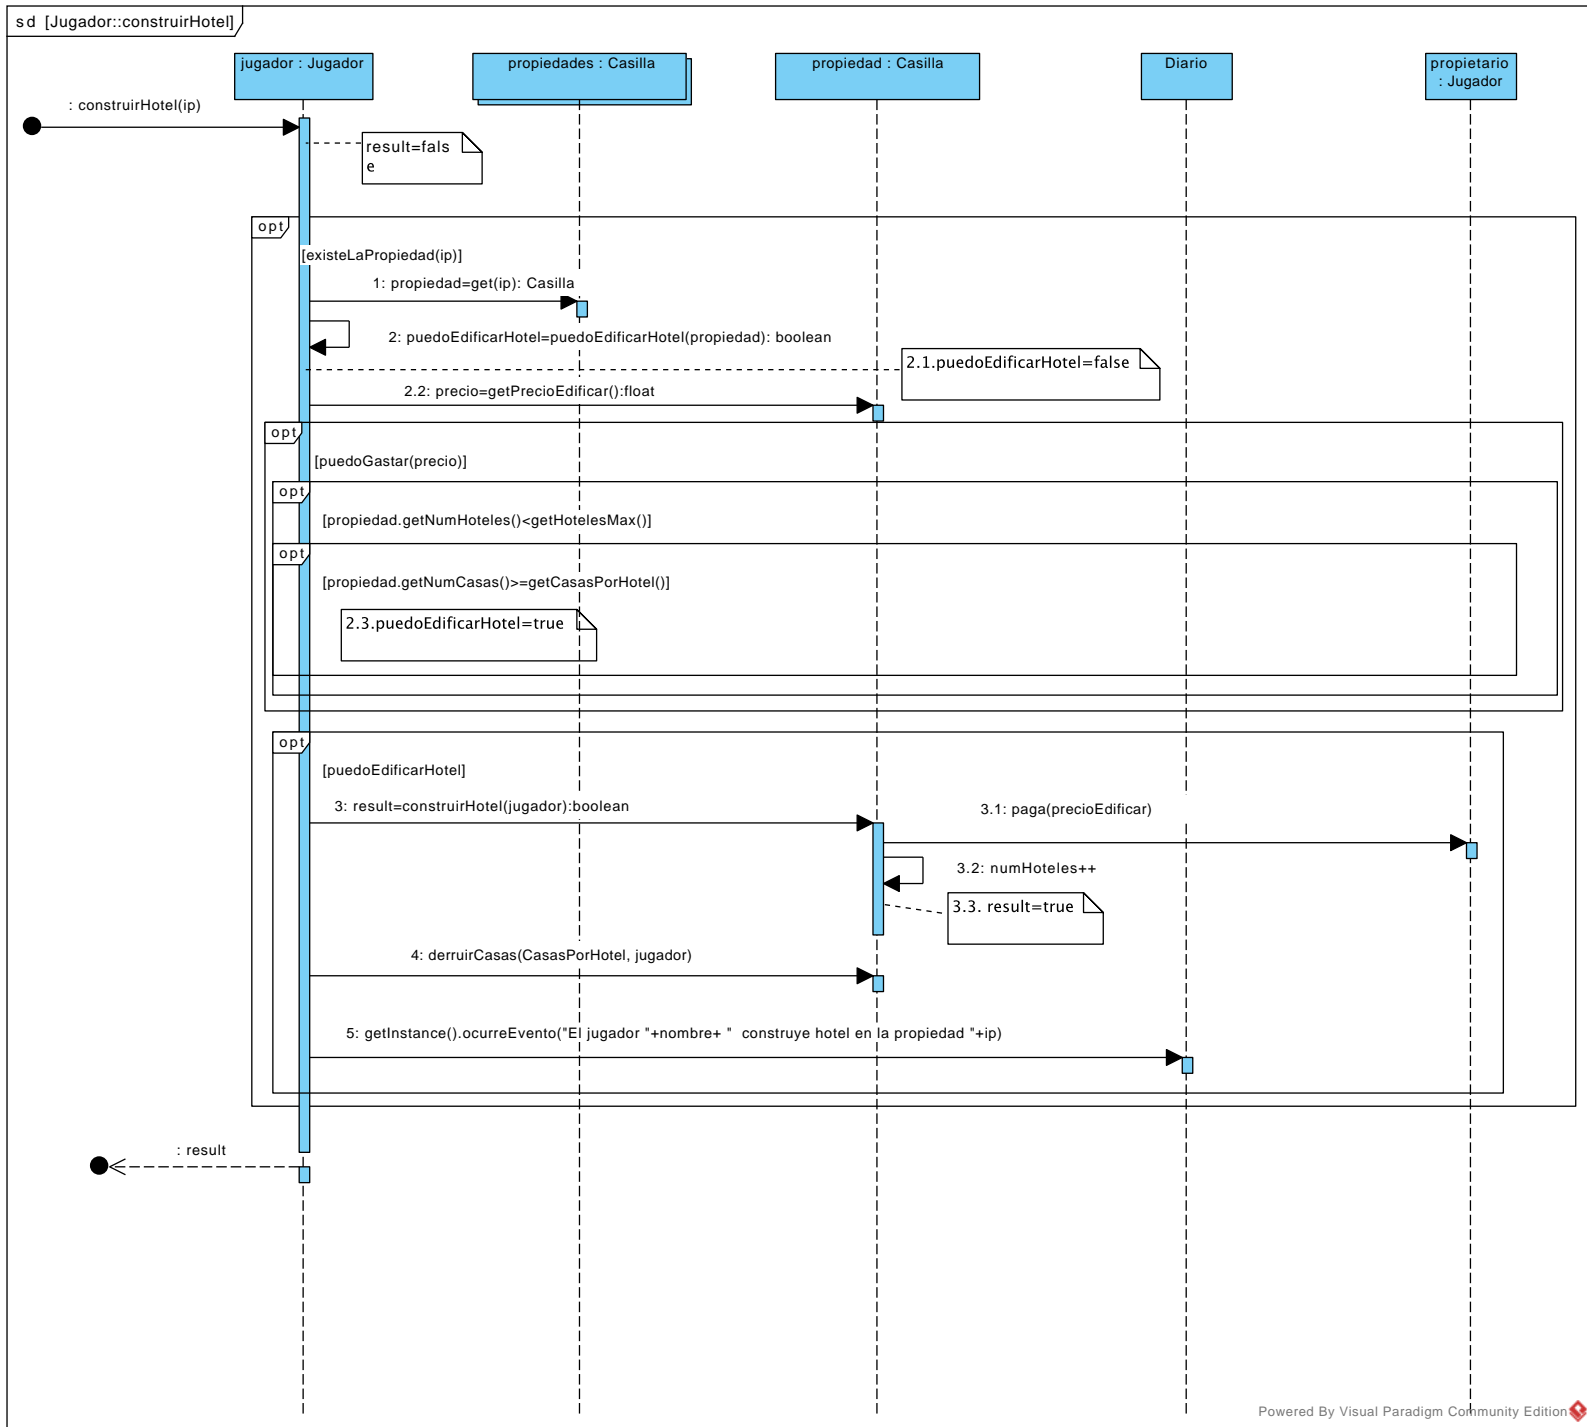 sd [Jugador::construirHotel]
jugador : Jugador
propiedades : Casilla
propiedad : Casilla
Diario
propietario
: Jugador
: construirHotel(ip)
result=fals
e
opt
[existeLaPropiedad(ip)]
1: propiedad=get(ip): Casilla
2: puedoEdificarHotel=puedoEdificarHotel(propiedad): boolean
2.1.puedoEdificarHotel=false
2.2: precio=getPrecioEdificar():float
opt
[puedoGastar(precio)]
opt
[propiedad.getNumHoteles()<getHotelesMax()]
opt
[propiedad.getNumCasas()>=getCasasPorHotel()]
2.3.puedoEdificarHotel=true
opt
[puedoEdificarHotel]
3: result=construirHotel(jugador):boolean
3.1: paga(precioEdificar)
3.2: numHoteles++
3.3. result=true
4: derruirCasas(CasasPorHotel, jugador)
5: getInstance().ocurreEvento("El jugador "+nombre+ "  construye hotel en la propiedad "+ip)
: result
Powered By Visual Paradigm Community Edition